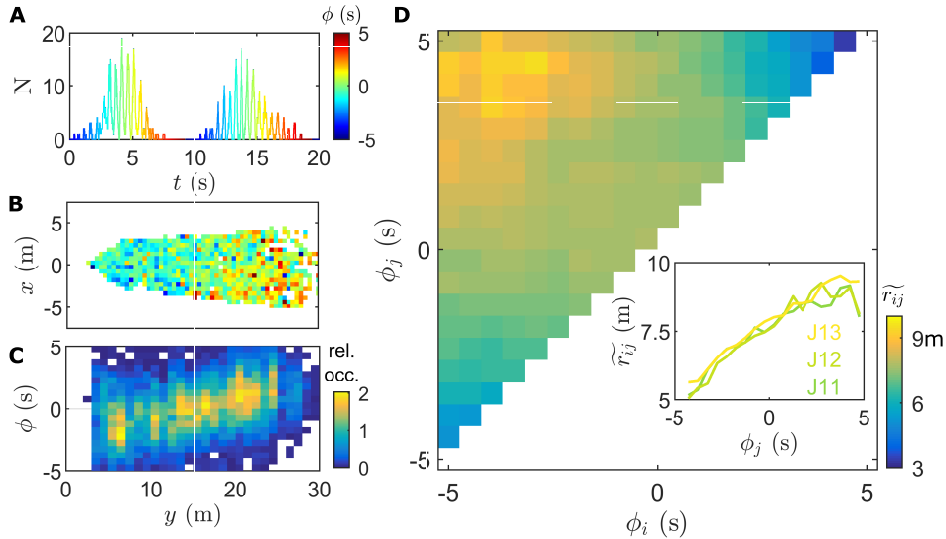 A
N
20
10
0
0 5 10 15 20
t (s)
ϕ (s)
5
0
-5
B
x (m)
5
0
-5
C
ϕ (s)
5
0
-5
0 10 20 30
y (m)
rel.
occ.
2
1
0
D
ϕj (s)
5
0
-5
-5 0 5
ϕi (s)
r̃ij (m)
10
7.5
5
-5 0 5
ϕj (s)
J13
J12
J11
r̃ij
9m
6
3